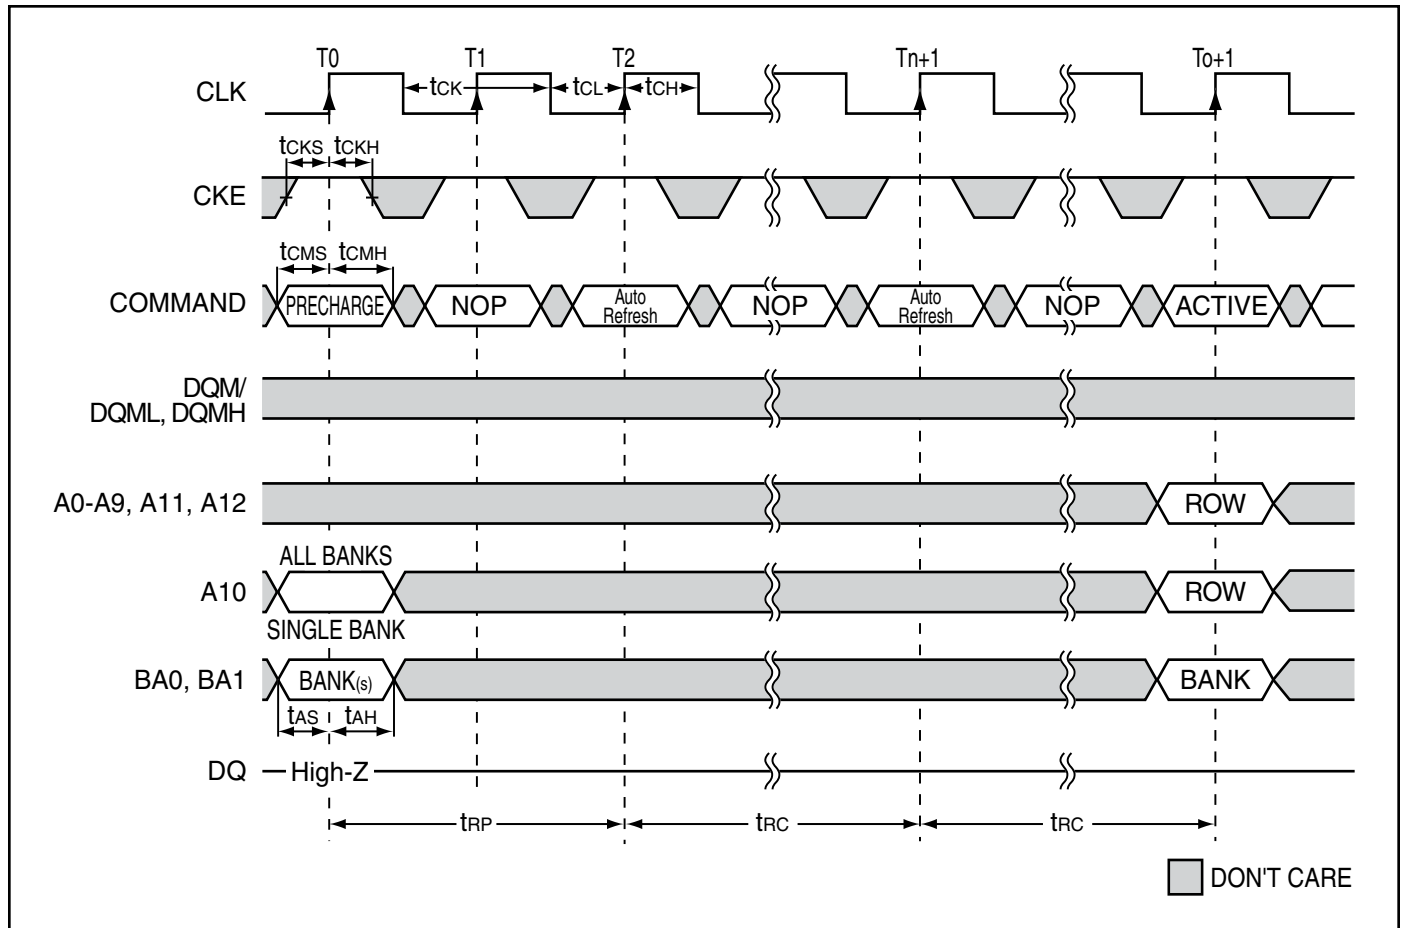 T0 T1 T2 Tn+1 To+1
CLK tCK tCL tCH
tCKS tCKH
CKE
tCMS tCMH
COMMAND PRECHARGE NOP Auto Refresh NOP Auto Refresh NOP ACTIVE
DQM/
DQML, DQMH
A0-A9, A11, A12 ROW
ALL BANKS
A10 ROW
SINGLE BANK
BA0, BA1 BANK(s) BANK
tAS tAH
DQ High-Z
tRP tRC tRC
DON'T CARE